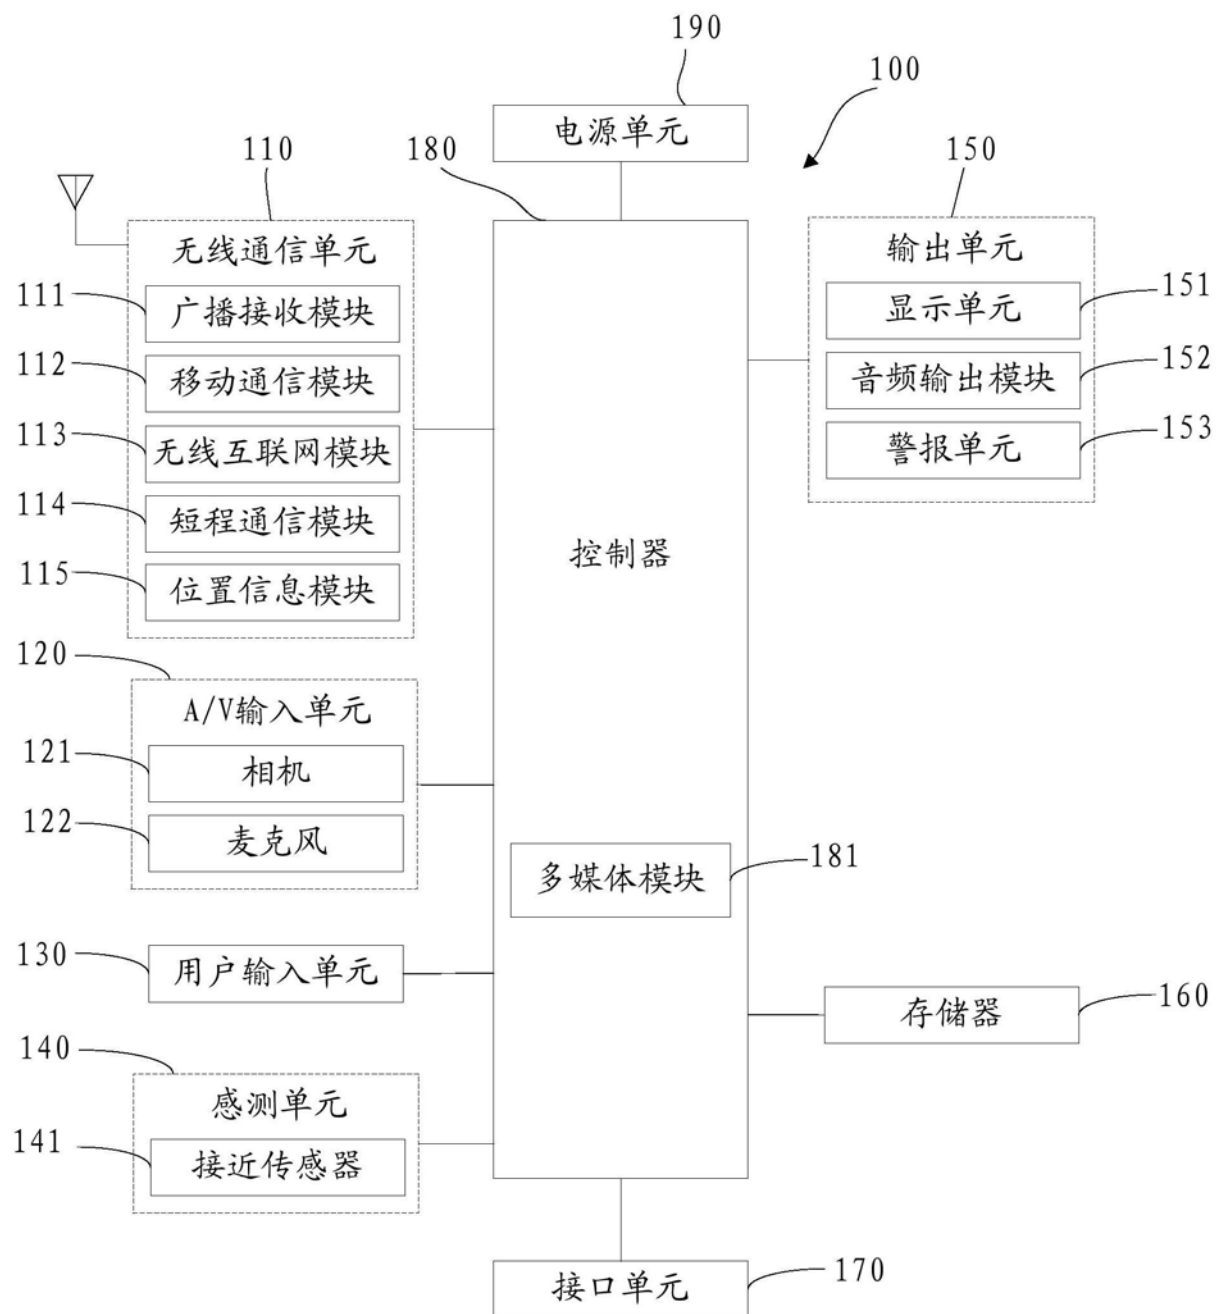 190
100
电源单元
110
180
150
无线通信单元
输出单元
111
广播接收模块
显示单元
151
112
移动通信模块
音频输出模块
152
113
无线互联网模块
警报单元
153
114
短程通信模块
控制器
115
位置信息模块
120
A/V输入单元
121
相机
122
麦克风
多媒体模块
181
130
用户输入单元
存储器
160
140
感测单元
141
接近传感器
接口单元
170